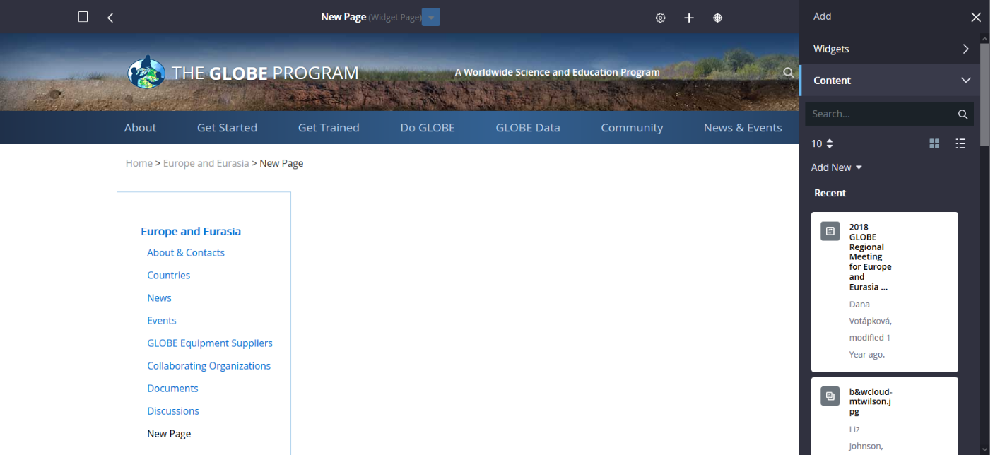 New Page (Widget Page)
Add
THE GLOBE PROGRAM
A Worldwide Science and Education Program
About Get Started Get Trained Do GLOBE GLOBE Data Community News & Events
Home > Europe and Eurasia > New Page
Europe and Eurasia
About & Contacts
Countries
News
Events
GLOBE Equipment Suppliers
Collaborating Organizations
Documents
Discussions
New Page
Widgets
Content
Search...
10
Add New
Recent
2018
GLOBE
Regional
Meeting
for Europe
and
Eurasia ...
Dana
Votápková,
modified 1
Year ago.
b&wcloud-
mtwilson.j
pg
Liz
Johnson,